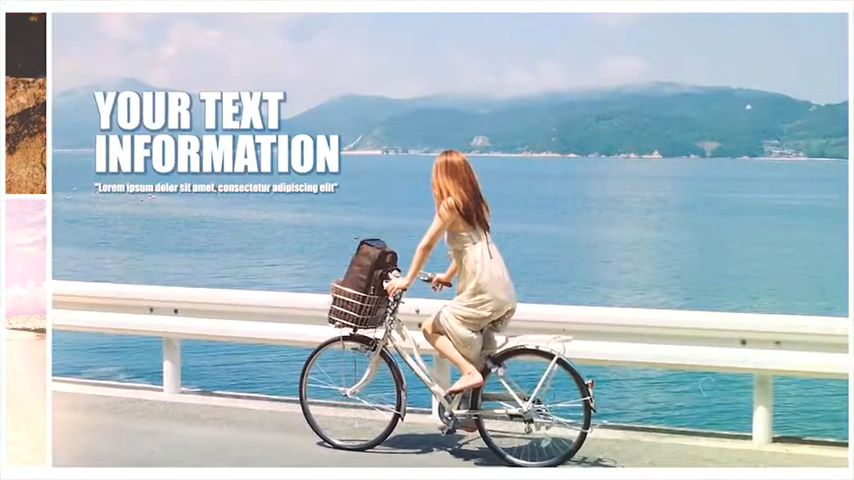 YOUR TEXT
INFORMATION
"Lorem ipsum dolor sit amet, consectetur adipiscing elit"